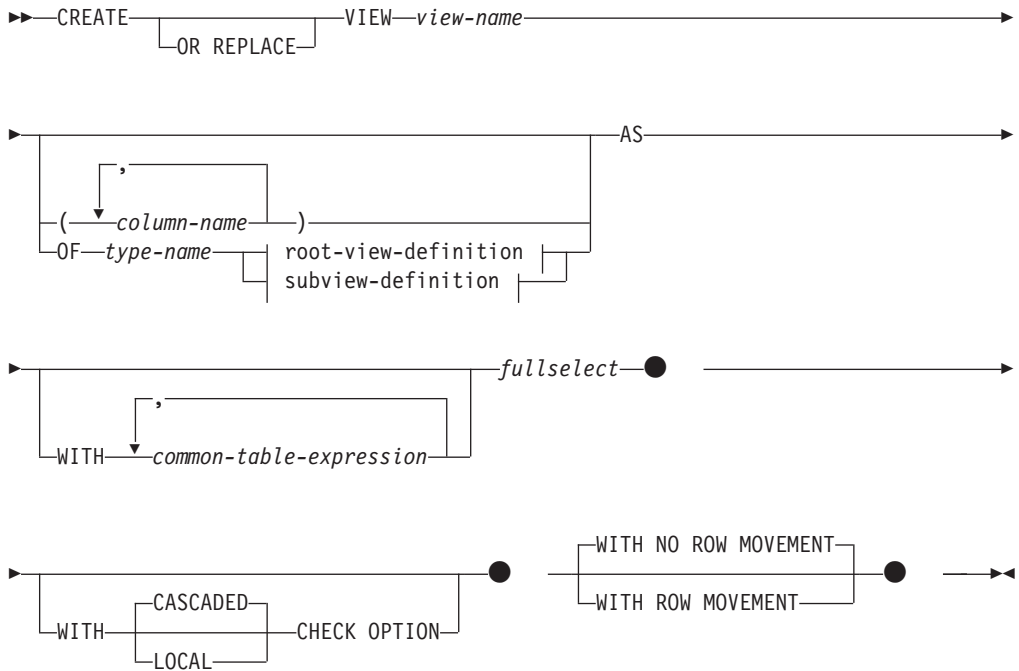 CREATE VIEW view-name
OR REPLACE
AS
,
( column-name )
OF type-name root-view-definition
subview-definition
fullselect
,
WITH common-table-expression
WITH NO ROW MOVEMENT
CASCADED WITH ROW MOVEMENT
WITH CHECK OPTION
LOCAL